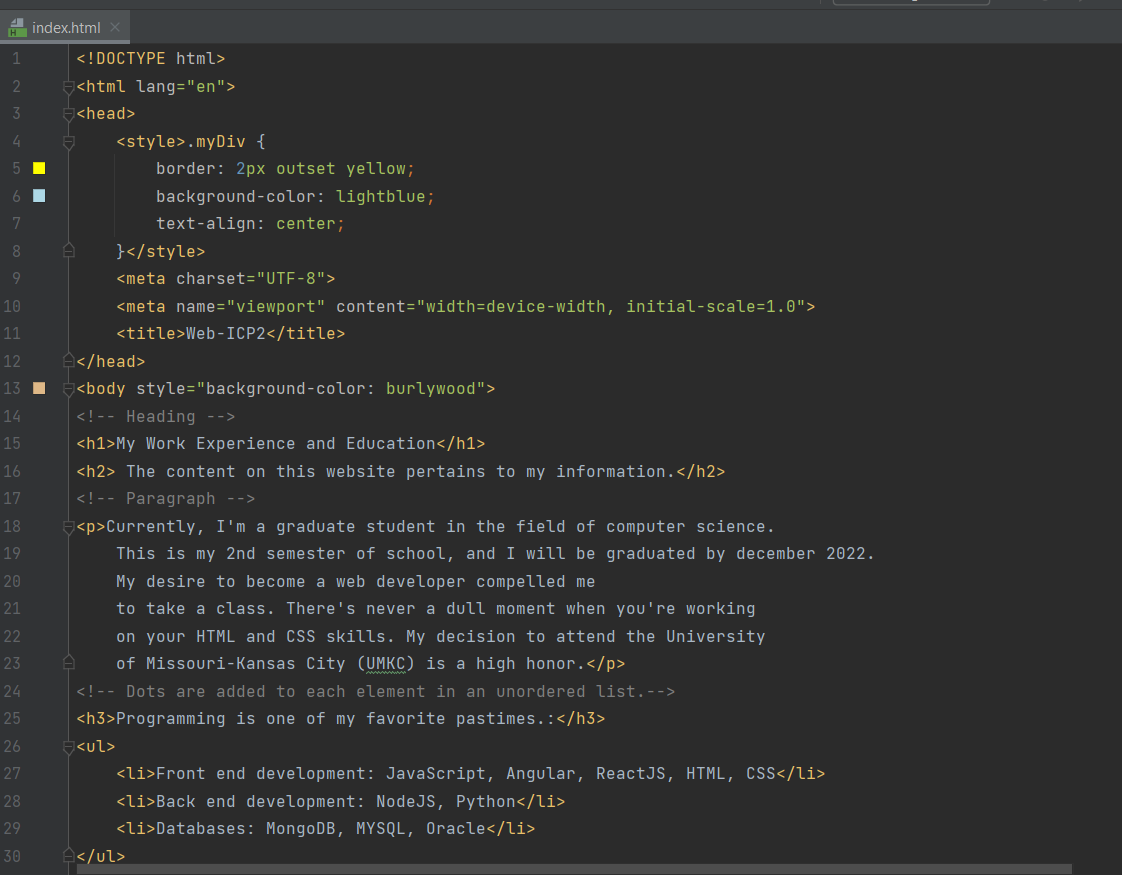 index.html
1 <!DOCTYPE html>
2 <html lang="en">
3 <head>
4     <style>.myDiv {
5         border: 2px outset yellow;
6         background-color: lightblue;
7         text-align: center;
8     }</style>
9     <meta charset="UTF-8">
10     <meta name="viewport" content="width=device-width, initial-scale=1.0">
11     <title>Web-ICP2</title>
12 </head>
13 <body style="background-color: burlywood">
14 <!-- Heading -->
15 <h1>My Work Experience and Education</h1>
16 <h2> The content on this website pertains to my information.</h2>
17 <!-- Paragraph -->
18 <p>Currently, I'm a graduate student in the field of computer science.
19     This is my 2nd semester of school, and I will be graduated by december 2022.
20     My desire to become a web developer compelled me
21     to take a class. There's never a dull moment when you're working
22     on your HTML and CSS skills. My decision to attend the University
23     of Missouri-Kansas City (UMKC) is a high honor.</p>
24 <!-- Dots are added to each element in an unordered list.-->
25 <h3>Programming is one of my favorite pastimes.:</h3>
26 <ul>
27     <li>Front end development: JavaScript, Angular, ReactJS, HTML, CSS</li>
28     <li>Back end development: NodeJS, Python</li>
29     <li>Databases: MongoDB, MYSQL, Oracle</li>
30 </ul>